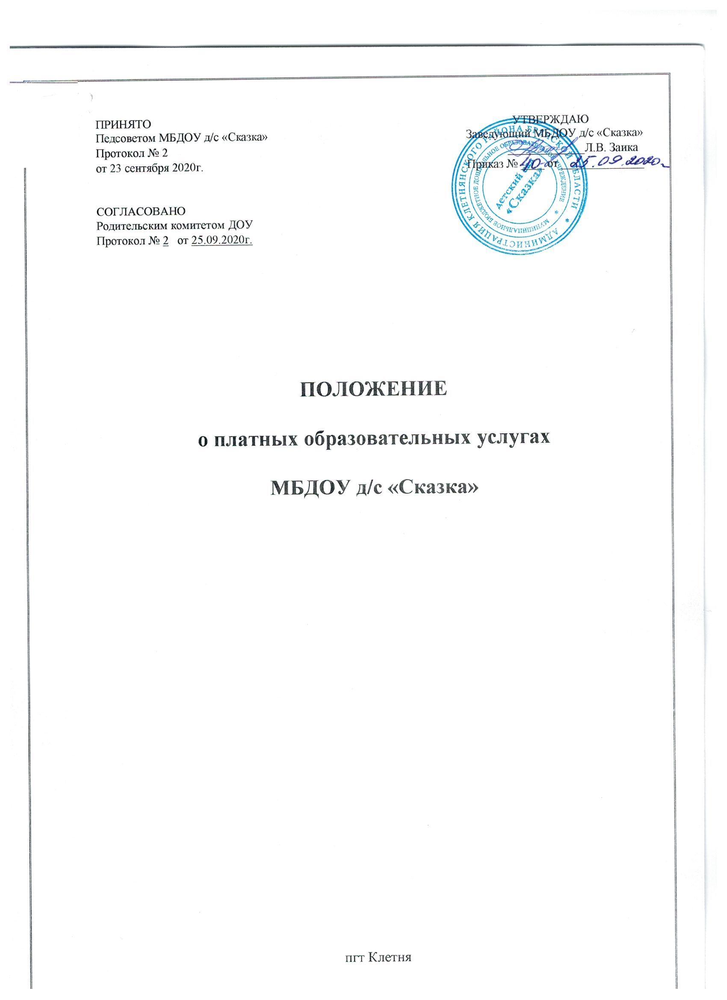 ПРИНЯТО
Педсоветом МБДОУ д/с «Сказка»
Протокол № 2
от 23 сентября 2020г.
СОГЛАСОВАНО
Родительским комитетом ДОУ
Протокол № 2 от 25.09.2020г.
УТВЕРЖДАЮ
Заведующий МБДОУ д/с «Сказка»
Л.В. Заика
Приказ № 40- от 25.09.2020г
АДМИНИСТРАЦИЯ КЛЕТНЯНСКОГО РАЙОНА БРЯНСКОЙ ОБЛАСТИ *
МУНИЦИПАЛЬНОЕ БЮДЖЕТНОЕ ДОШКОЛЬНОЕ ОБРАЗОВАТЕЛЬНОЕ УЧРЕЖДЕНИЕ *
детский сад
«Сказка»
ПОЛОЖЕНИЕ
о платных образовательных услугах
МБДОУ д/с «Сказка»
пгт Клетня